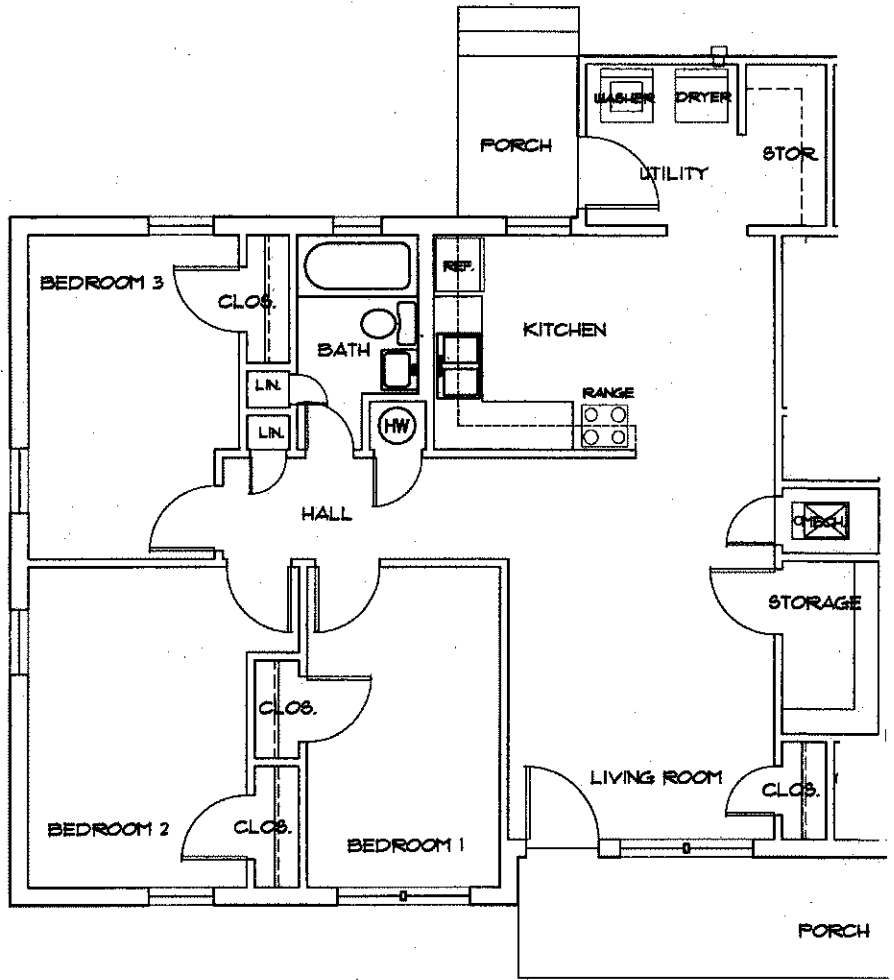 WASHER
DRYER
PORCH
UTILITY
STOR.
REF.
BEDROOM 3
CLOS.
BATH
KITCHEN
LIN.
RANGE
LIN.
HW
HALL
MECH.
STORAGE
CLOS.
LIVING ROOM
CLOS.
BEDROOM 2
CLOS.
BEDROOM 1
PORCH